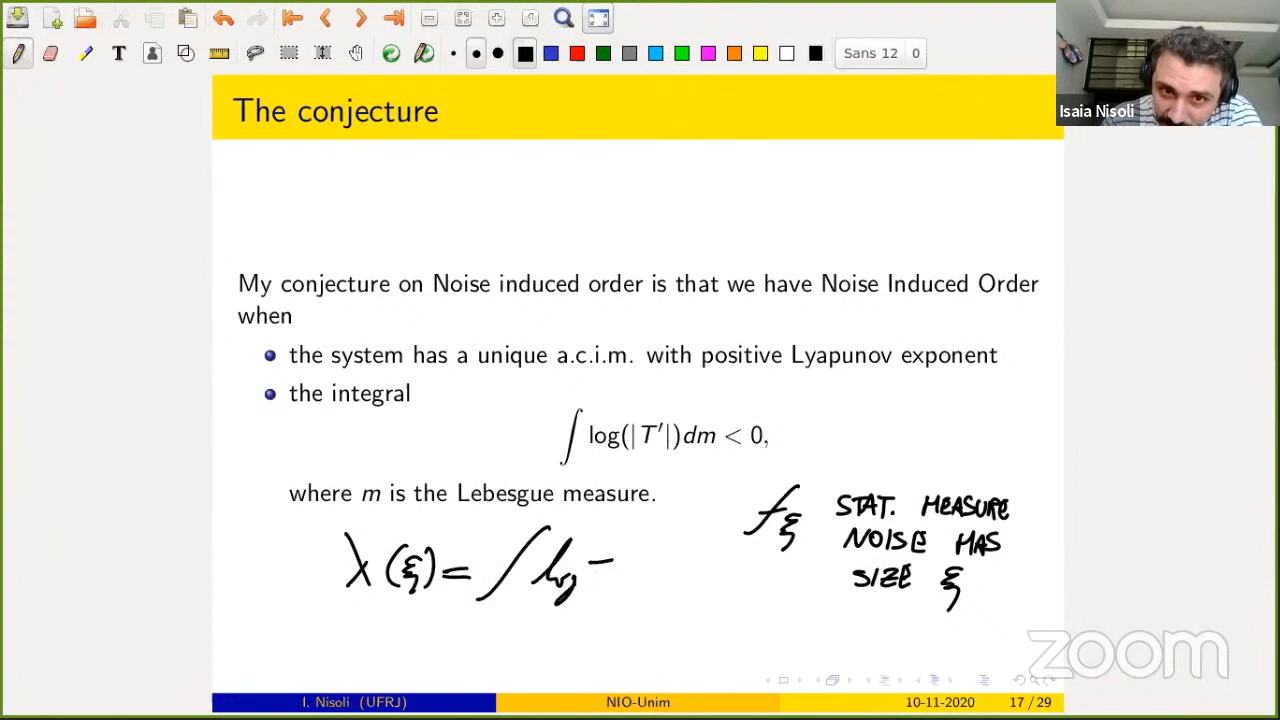 Sans 12 0
Isaia Nisoli
The conjecture
My conjecture on Noise induced order is that we have Noise Induced Order
when
the system has a unique a.c.i.m. with positive Lyapunov exponent
the integral
∫ log(|T′|)dm < 0,
where m is the Lebesgue measure.
f_ξ STAT. MEASURE
NOISE HAS
SIZE ξ
λ(ξ) = ∫ log
zoom
I. Nisoli (UFRJ) NIO-Unim 10-11-2020 17 / 29